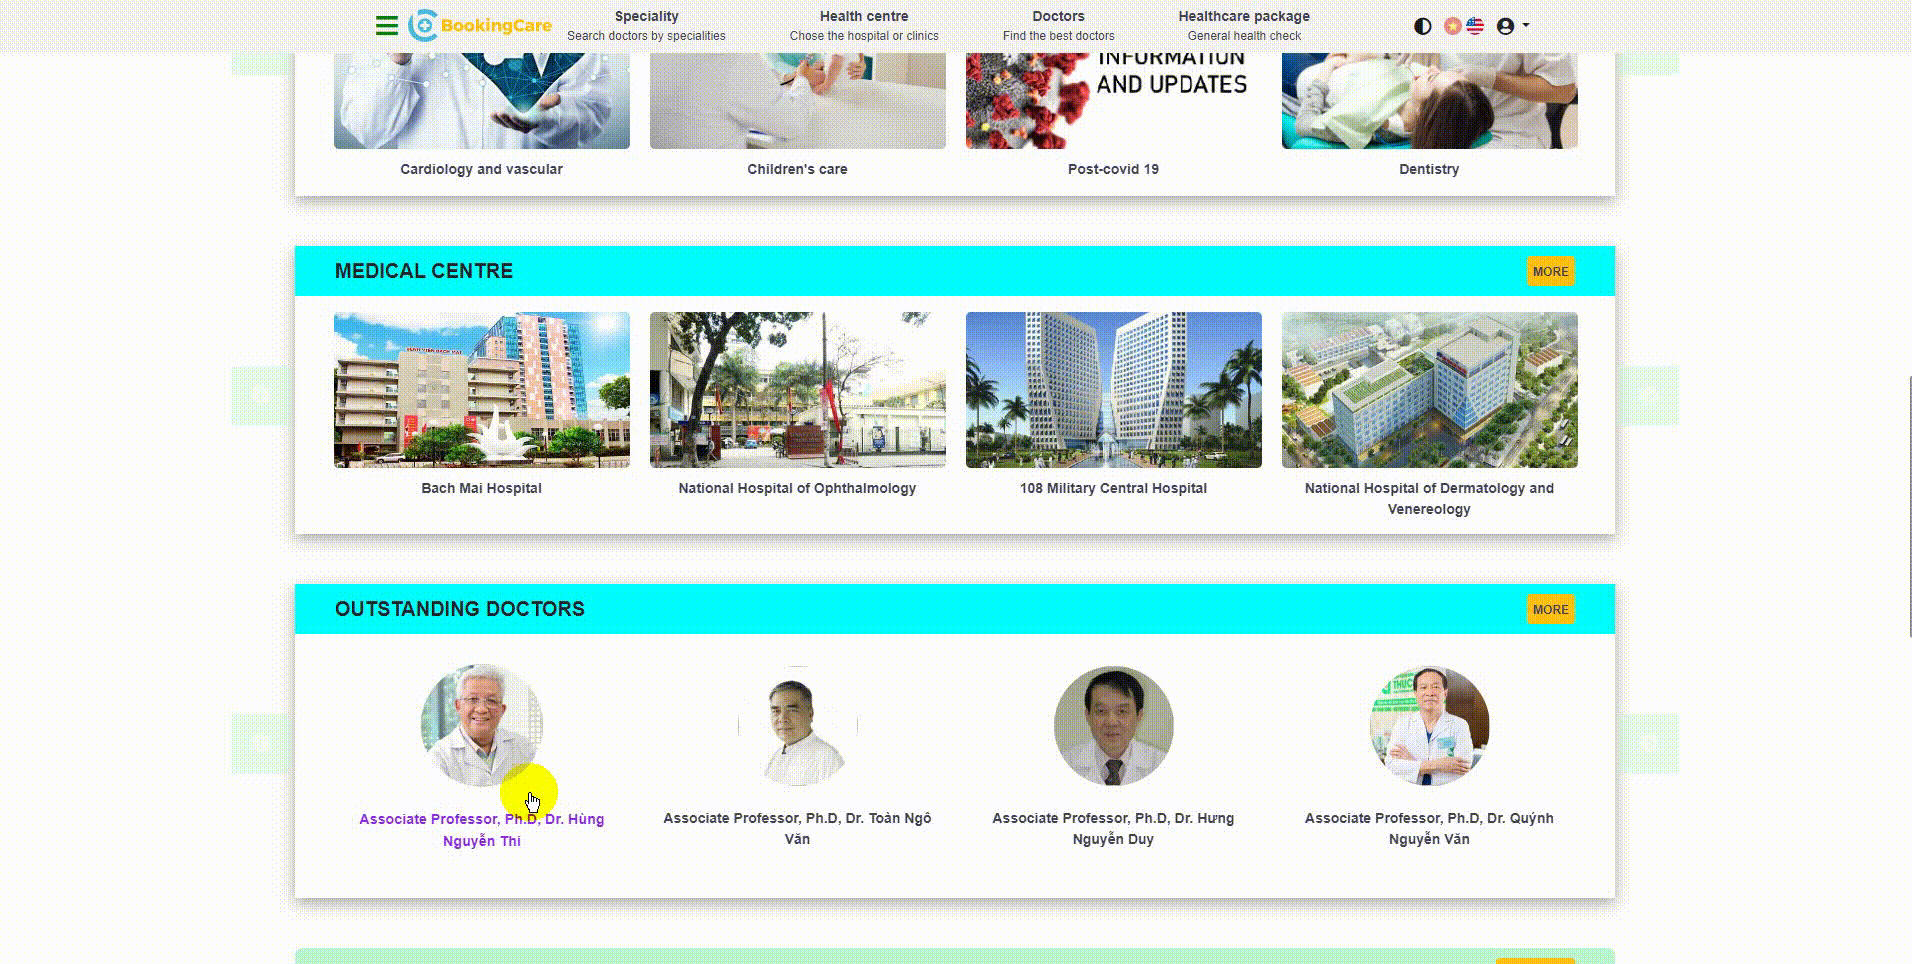 BookingCare
Speciality
Search doctors by specialities
Health centre
Chose the hospital or clinics
Doctors
Find the best doctors
Healthcare package
General health check
INFORMATION
AND UPDATES
Cardiology and vascular
Children's care
Post-covid 19
Dentistry
MEDICAL CENTRE
MORE
Bach Mai Hospital
National Hospital of Ophthalmology
108 Military Central Hospital
National Hospital of Dermatology and
Venereology
OUTSTANDING DOCTORS
MORE
THUC
Associate Professor, Ph.D, Dr. Hùng
Nguyễn Thi
Associate Professor, Ph.D, Dr. Toàn Ngô
Văn
Associate Professor, Ph.D, Dr. Hưng
Nguyễn Duy
Associate Professor, Ph.D, Dr. Quýnh
Nguyễn Văn